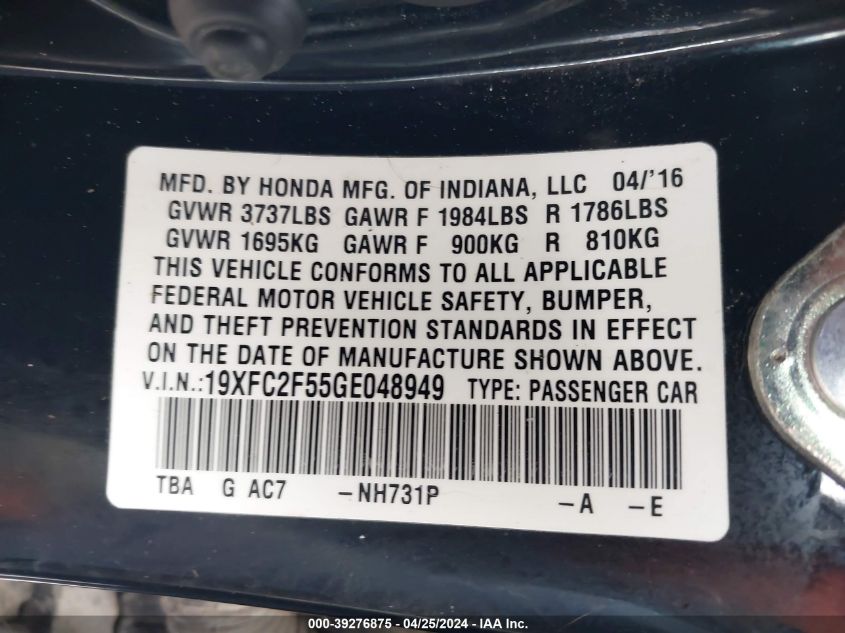 MFD. BY HONDA MFG. OF INDIANA, LLC 04/'16
GVWR 3737LBS GAWR F 1984LBS R 1786LBS
GVWR 1695KG GAWR F 900KG R 810KG
THIS VEHICLE CONFORMS TO ALL APPLICABLE
FEDERAL MOTOR VEHICLE SAFETY, BUMPER,
AND THEFT PREVENTION STANDARDS IN EFFECT
ON THE DATE OF MANUFACTURE SHOWN ABOVE.
V.I.N.:19XFC2F55GE048949 TYPE: PASSENGER CAR
TBA G AC7 -NH731P -A -E
000-39276875 - 04/25/2024 - IAA Inc.